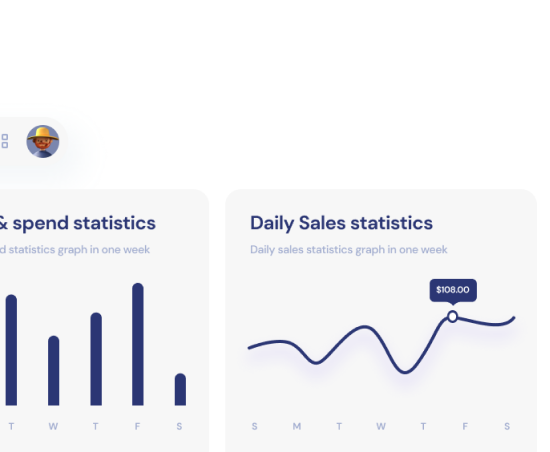 & spend statistics
d statistics graph in one week
T W T F S
Daily Sales statistics
Daily sales statistics graph in one week
$108.00
S M T W T F S